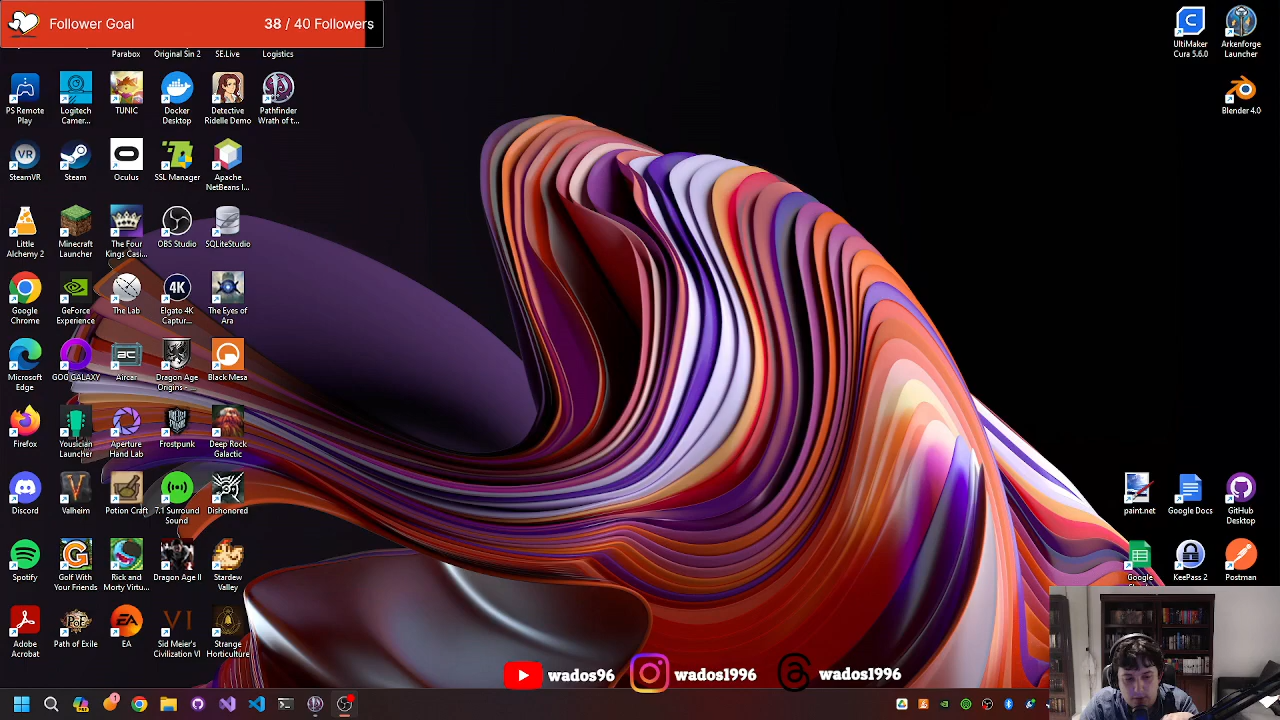 Follower Goal
38 / 40 Followers
Parabox
Original Sin 2
SE.Live
Logistics
PS Remote Play
Logitech Camer...
TUNIC
Docker Desktop
Detective Ridelle Demo
Pathfinder Wrath of t...
SteamVR
Steam
Oculus
SSL Manager
Apache NetBeans I...
Little Alchemy 2
Minecraft Launcher
The Four Kings Casi...
OBS Studio
SQLiteStudio
Google Chrome
GeForce Experience
The Lab
Elgato 4K Captur...
The Eyes of Ara
Microsoft Edge
GOG GALAXY
Aircar
Dragon Age Origins - ...
Black Mesa
Firefox
Yousician Launcher
Aperture Hand Lab
Frostpunk
Deep Rock Galactic
Discord
Valheim
Potion Craft
7.1 Surround Sound
Dishonored
Spotify
Golf With Your Friends
Rick and Morty Virtu...
Dragon Age II
Stardew Valley
Adobe Acrobat
Path of Exile
EA
Sid Meier's Civilization VI
Strange Horticulture
UltiMaker Cura 5.6.0
Arkenforge Launcher
Blender 4.0
paint.net
Google Docs
GitHub Desktop
Google
KeePass 2
Postman
wados96
wados1996
wados1996